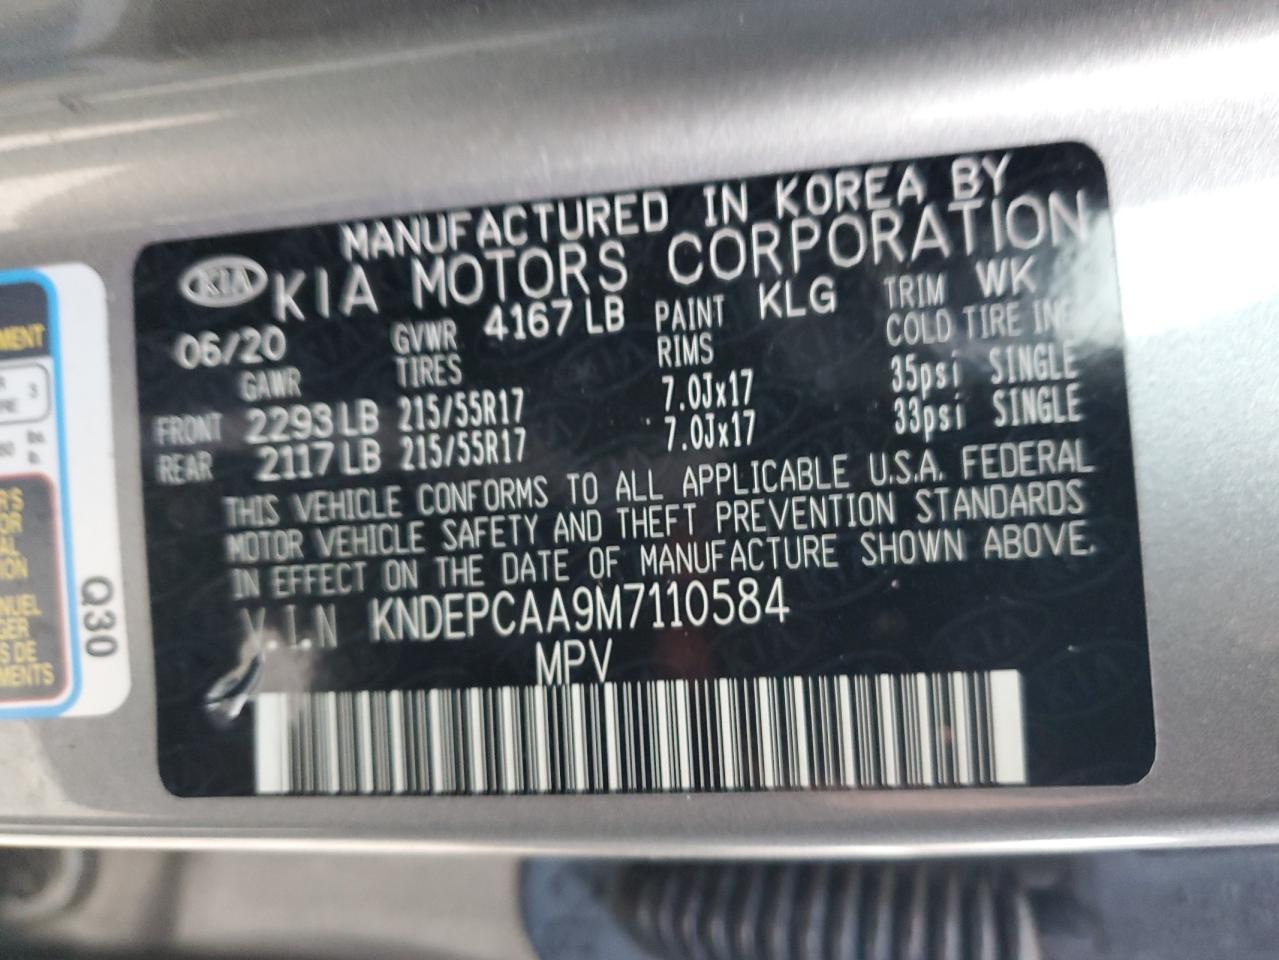 MANUFACTURED IN KOREA BY
KIA KIA MOTORS CORPORATION
06/20 GVWR 4167 LB PAINT KLG TRIM WK
GAWR TIRES RIMS COLD TIRE
FRONT 2293 LB 215/55R17 7.0Jx17 35psi SINGLE
REAR 2117 LB 215/55R17 7.0Jx17 33psi SINGLE
THIS VEHICLE CONFORMS TO ALL APPLICABLE U.S.A. FEDERAL
MOTOR VEHICLE SAFETY AND THEFT PREVENTION STANDARDS
IN EFFECT ON THE DATE OF MANUFACTURE SHOWN ABOVE.
V.I.N KNDEPCAA9M7110584
MPV
Q30